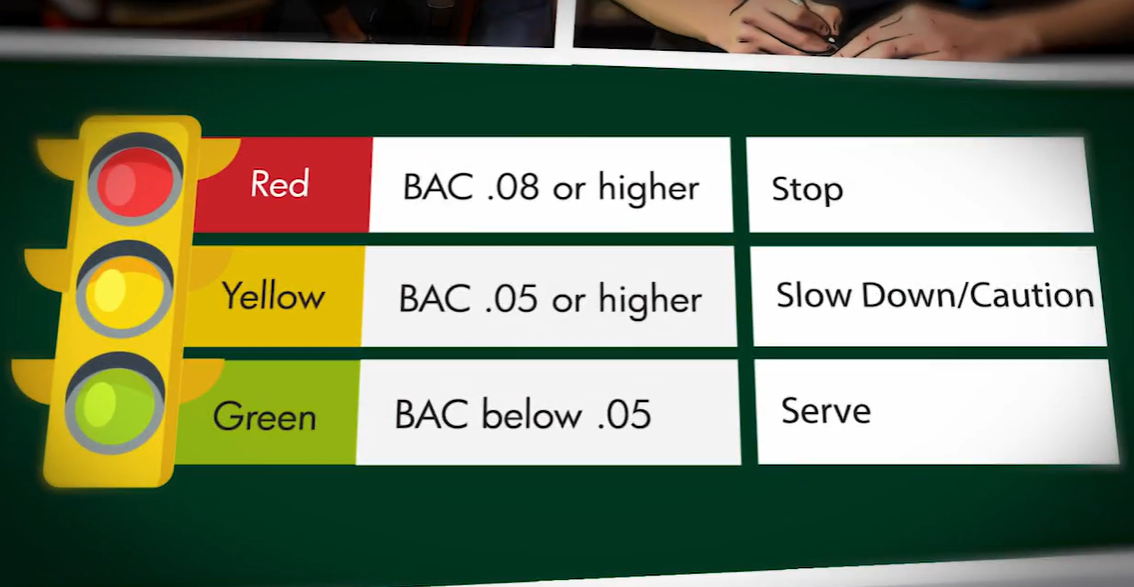 Red BAC .08 or higher Stop
Yellow BAC .05 or higher Slow Down/Caution
Green BAC below .05 Serve